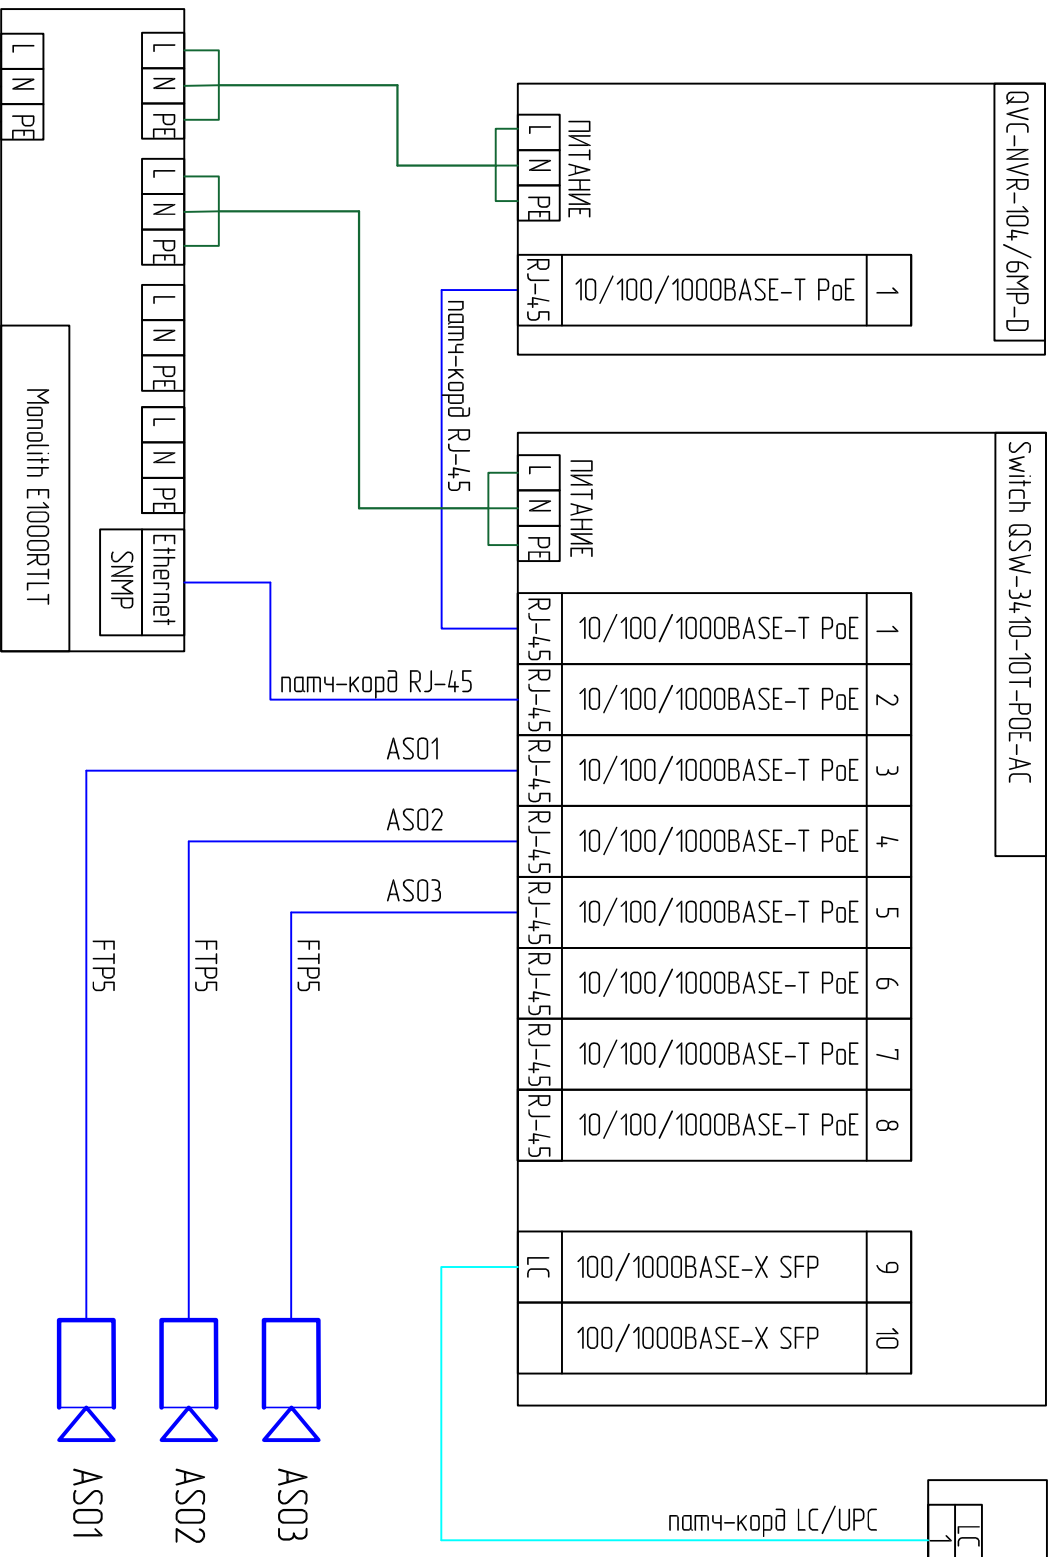 QVC-NVR-104/6MP-D
ПИТАНИЕ
L
N
PE
RJ-45
10/100/1000BASE-T PoE
1
патч-корд RJ-45
Switch QSW-3410-10T-POE-AC
ПИТАНИЕ
L
N
PE
RJ-45
10/100/1000BASE-T PoE
1
RJ-45
10/100/1000BASE-T PoE
2
RJ-45
10/100/1000BASE-T PoE
3
RJ-45
10/100/1000BASE-T PoE
4
RJ-45
10/100/1000BASE-T PoE
5
RJ-45
10/100/1000BASE-T PoE
6
RJ-45
10/100/1000BASE-T PoE
7
RJ-45
10/100/1000BASE-T PoE
8
LC
100/1000BASE-X SFP
9
100/1000BASE-X SFP
10
L
N
PE
L
N
PE
L
N
PE
L
N
PE
L
N
PE
Ethernet
SNMP
Monolith E1000RTLT
патч-корд RJ-45
AS01
AS02
AS03
FTP5
FTP5
FTP5
AS01
AS02
AS03
патч-корд LC/UPC
LC
1